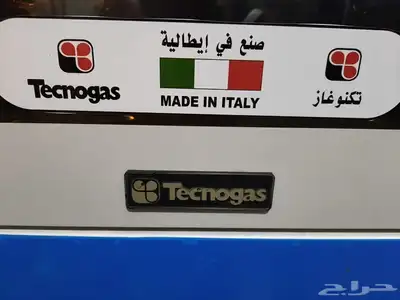 صنع في إيطالية
Tecnogas
MADE IN ITALY
تكنوغاز
Tecnogas
حراج